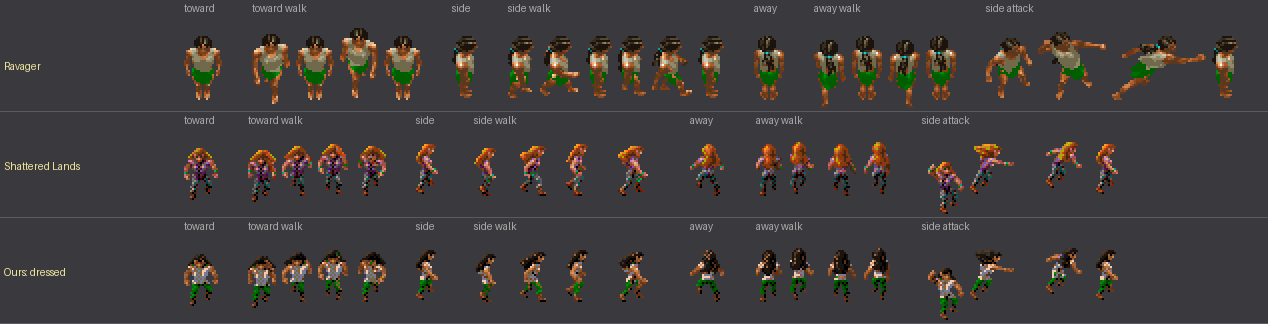 toward toward walk side side walk away away walk side attack
Ravager
toward toward walk side side walk away away walk side attack
Shattered Lands
toward toward walk side side walk away away walk side attack
Ours: dressed